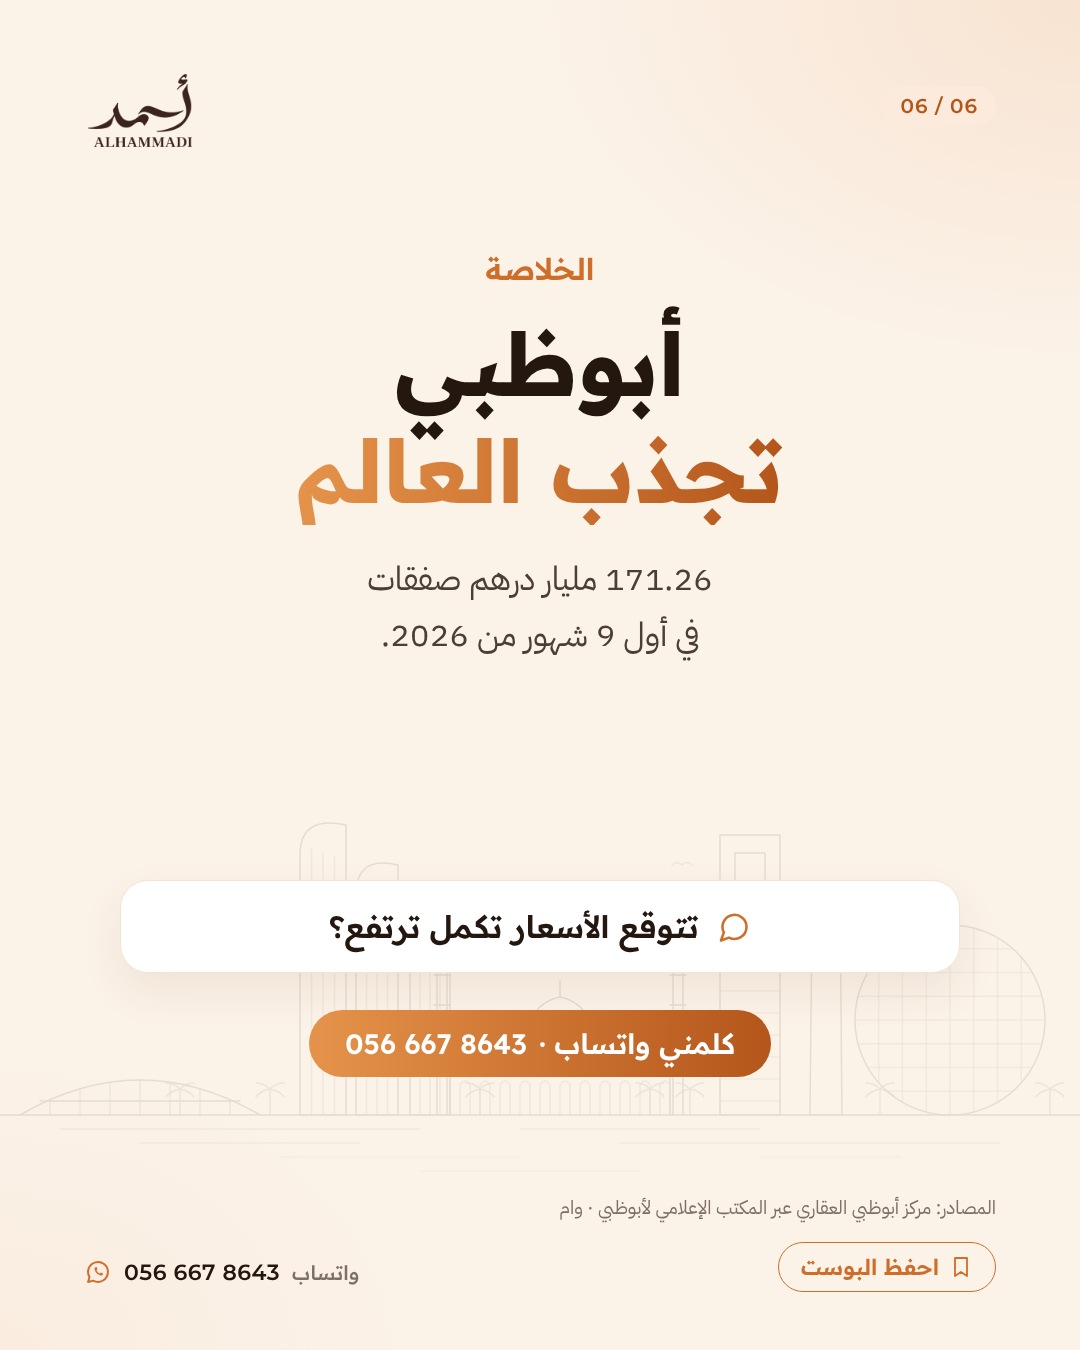 أحمد
ALHAMMADI
06 / 06
الخلاصة
أبوظبي
تجذب العالم
171.26 مليار درهم صفقات
في أول 9 شهور من 2026.
تتوقع الأسعار تكمل ترتفع؟
كلمني واتساب · 056 667 8643
المصادر: مركز أبوظبي العقاري عبر المكتب الإعلامي لأبوظبي · وام
احفظ البوست
واتساب 056 667 8643